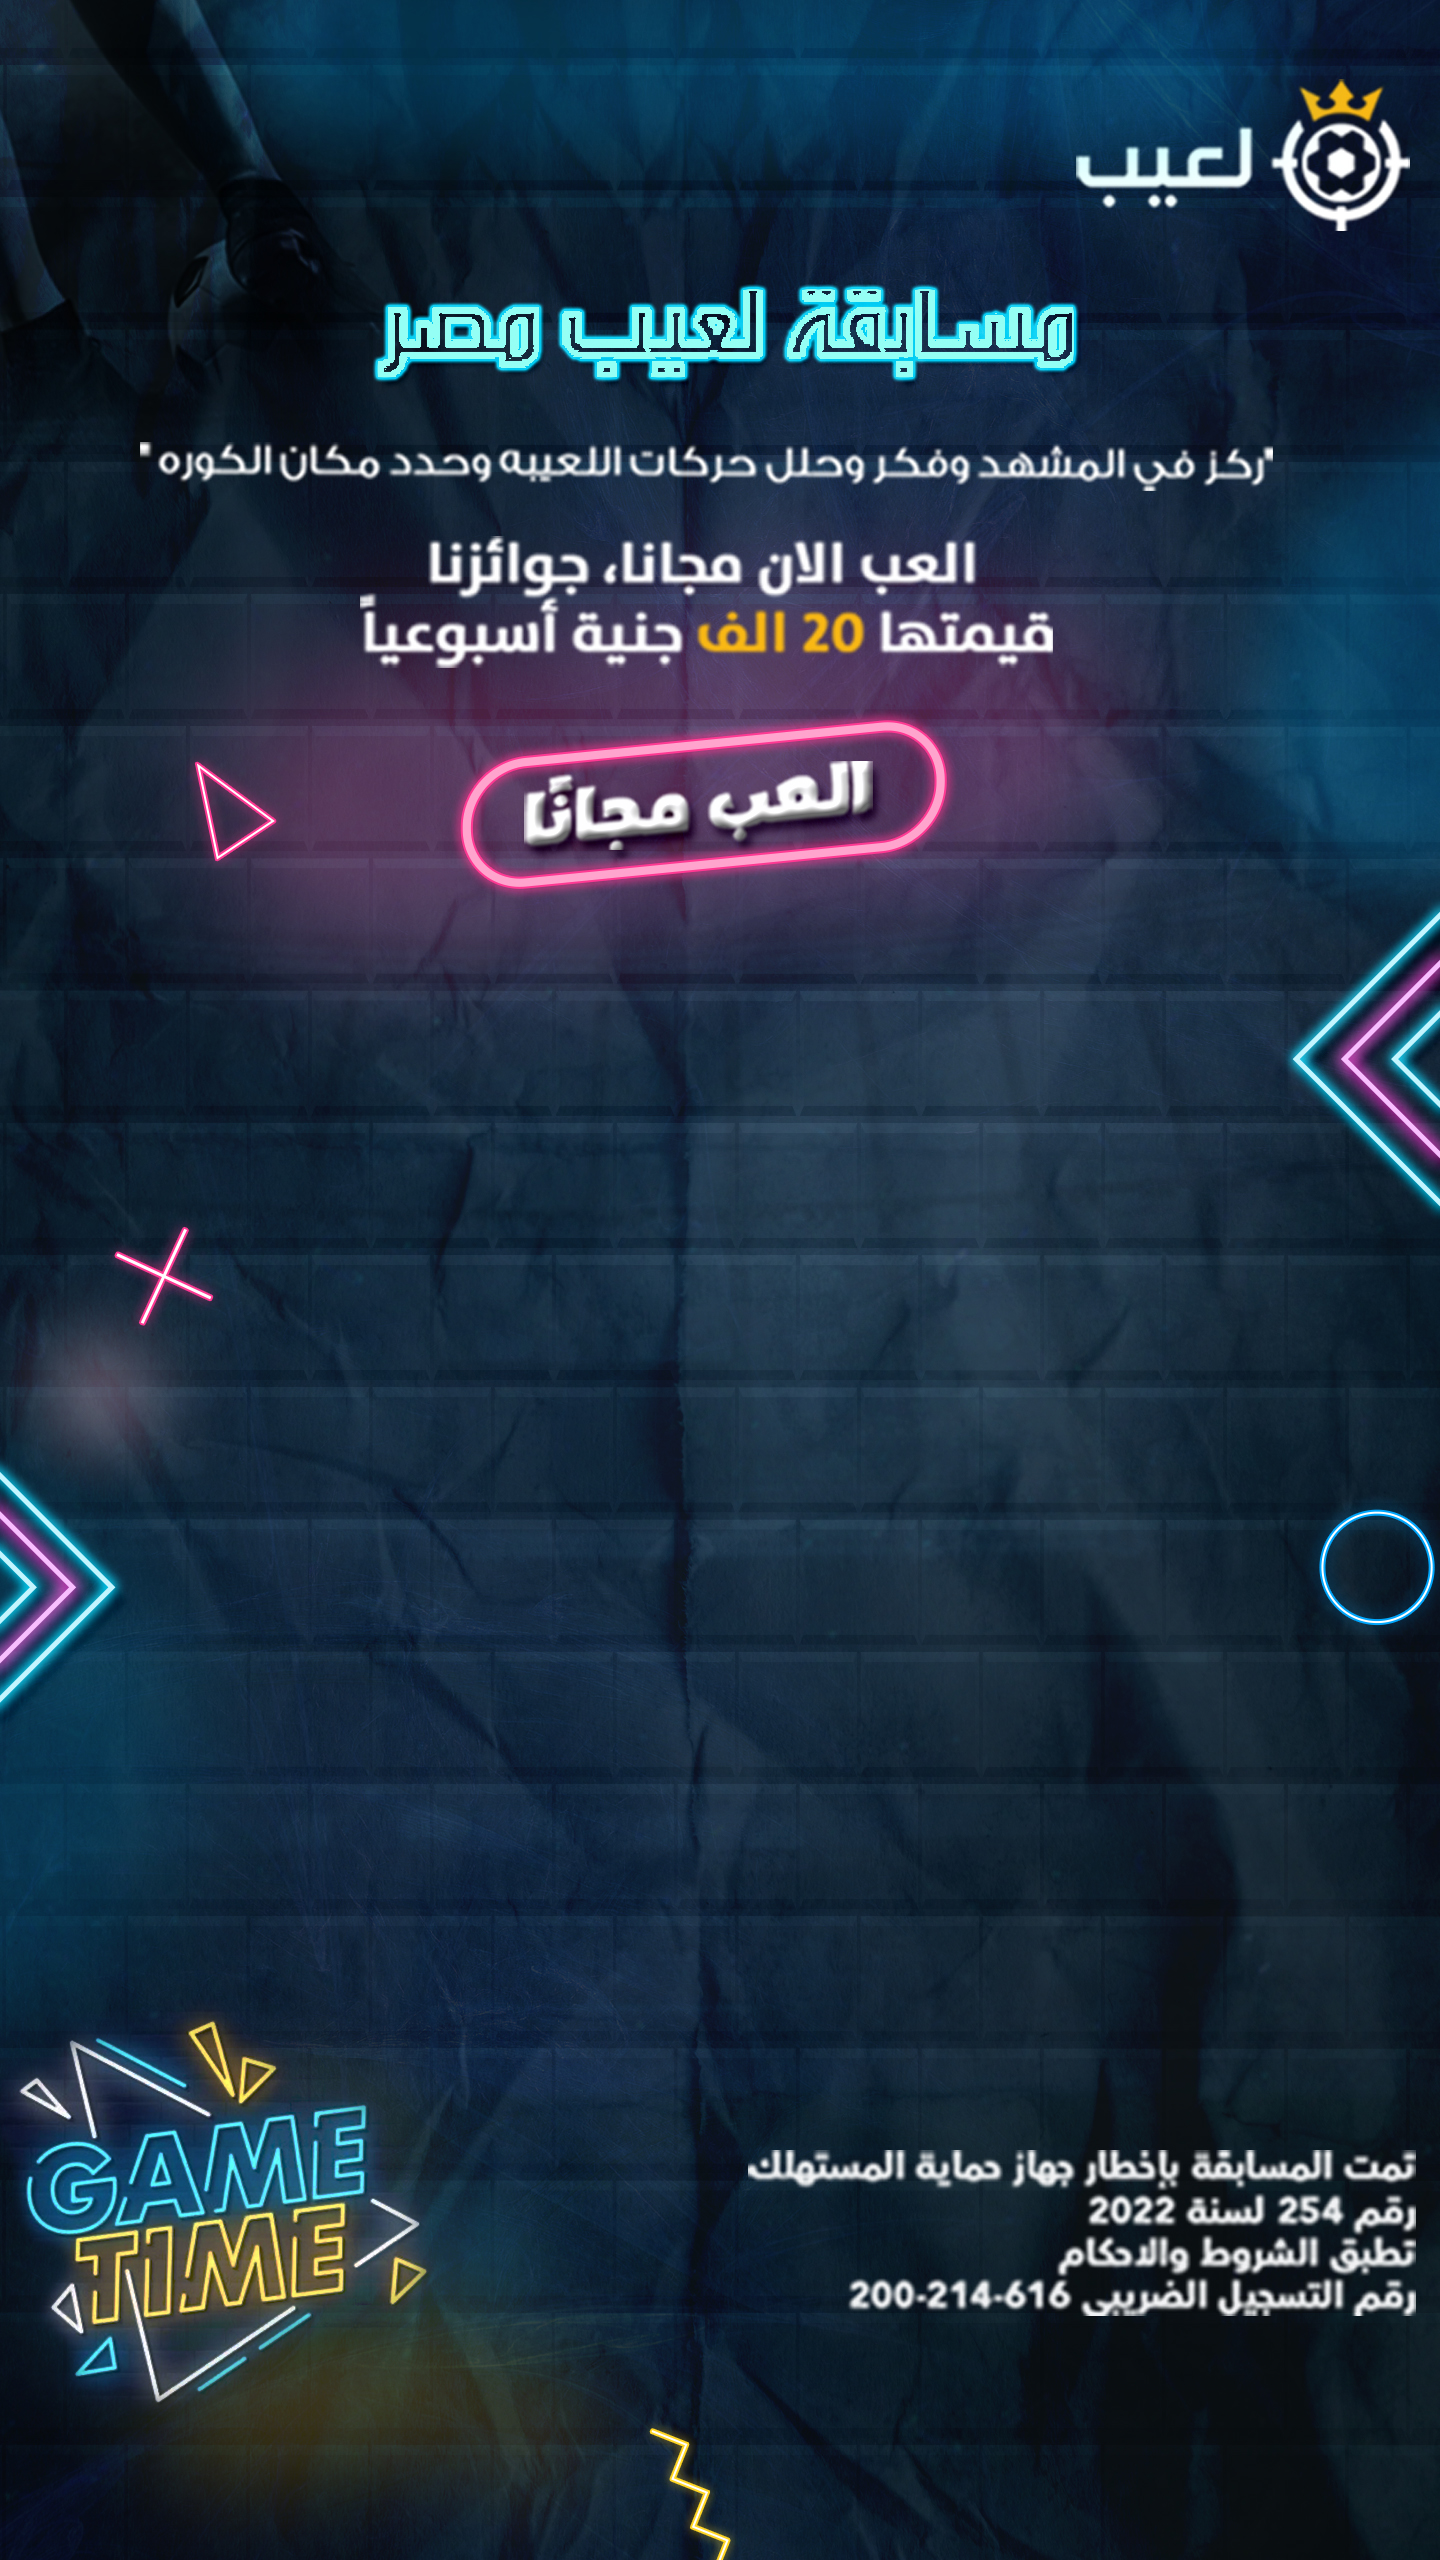 لعيب
مسابقة لعيب مصر
"ركز في المشهد وفكر وحلل حركات اللعيبه وحدد مكان الكوره"
العب الان مجانا، جوائزنا
قيمتها 20 الف جنية أسبوعياً
العب مجانًا
GAME
TIME
تمت المسابقة بإخطار جهاز حماية المستهلك
رقم 254 لسنة 2022
تطبق الشروط والاحكام
رقم التسجيل الضريبى 616-214-200